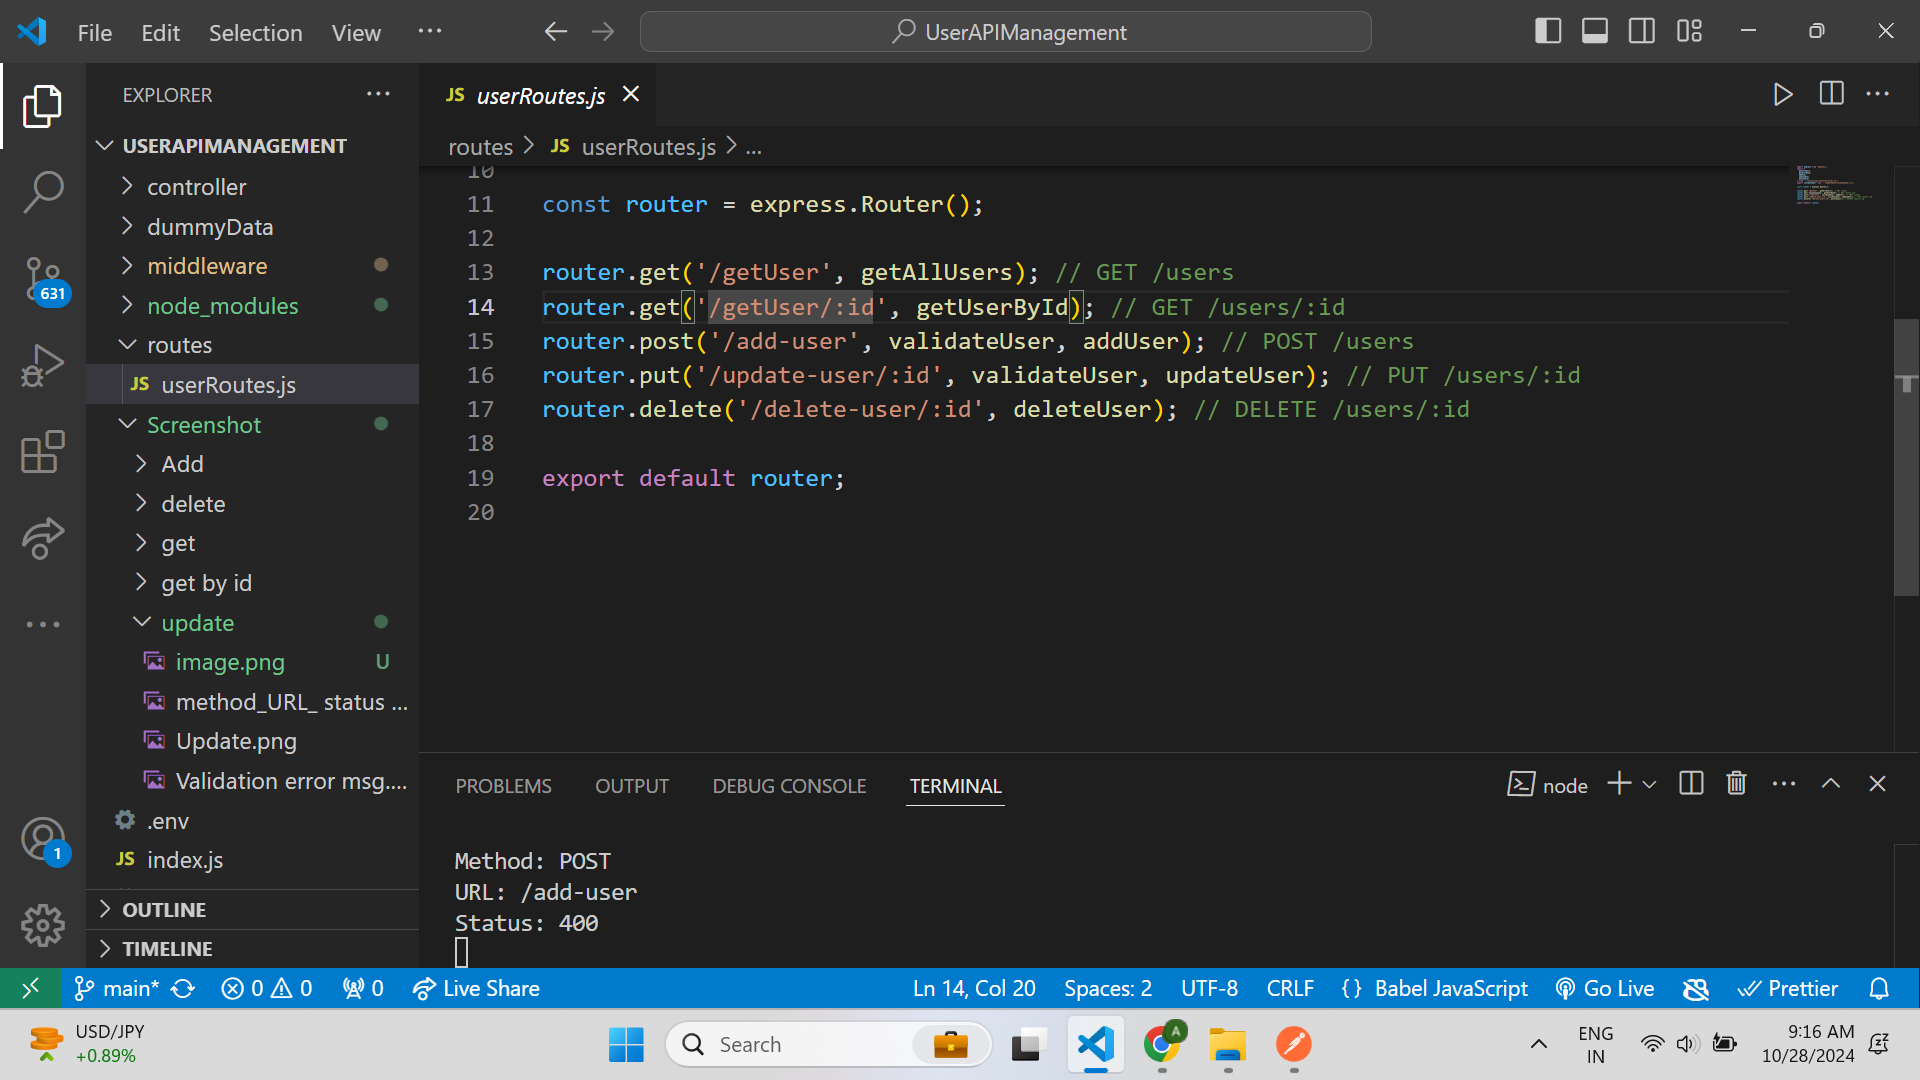 File Edit Selection View ...
UserAPIManagement
EXPLORER ...
USERAPIMANAGEMENT
controller
dummyData
middleware
node_modules
routes
JS userRoutes.js
Screenshot
Add
delete
get
get by id
update
image.png U
method_URL_ status ...
Update.png
Validation error msg....
.env
JS index.js
OUTLINE
TIMELINE
631
1
JS userRoutes.js
routes > JS userRoutes.js > ...
10
11 const router = express.Router();
12
13 router.get('/getUser', getAllUsers); // GET /users
14 router.get('/getUser/:id', getUserById); // GET /users/:id
15 router.post('/add-user', validateUser, addUser); // POST /users
16 router.put('/update-user/:id', validateUser, updateUser); // PUT /users/:id
17 router.delete('/delete-user/:id', deleteUser); // DELETE /users/:id
18
19 export default router;
20
PROBLEMS OUTPUT DEBUG CONSOLE TERMINAL node
Method: POST
URL: /add-user
Status: 400
main* 0 0 0 Live Share Ln 14, Col 20 Spaces: 2 UTF-8 CRLF {} Babel JavaScript Go Live Prettier
USD/JPY
+0.89%
Search
A
ENG
IN
9:16 AM
10/28/2024